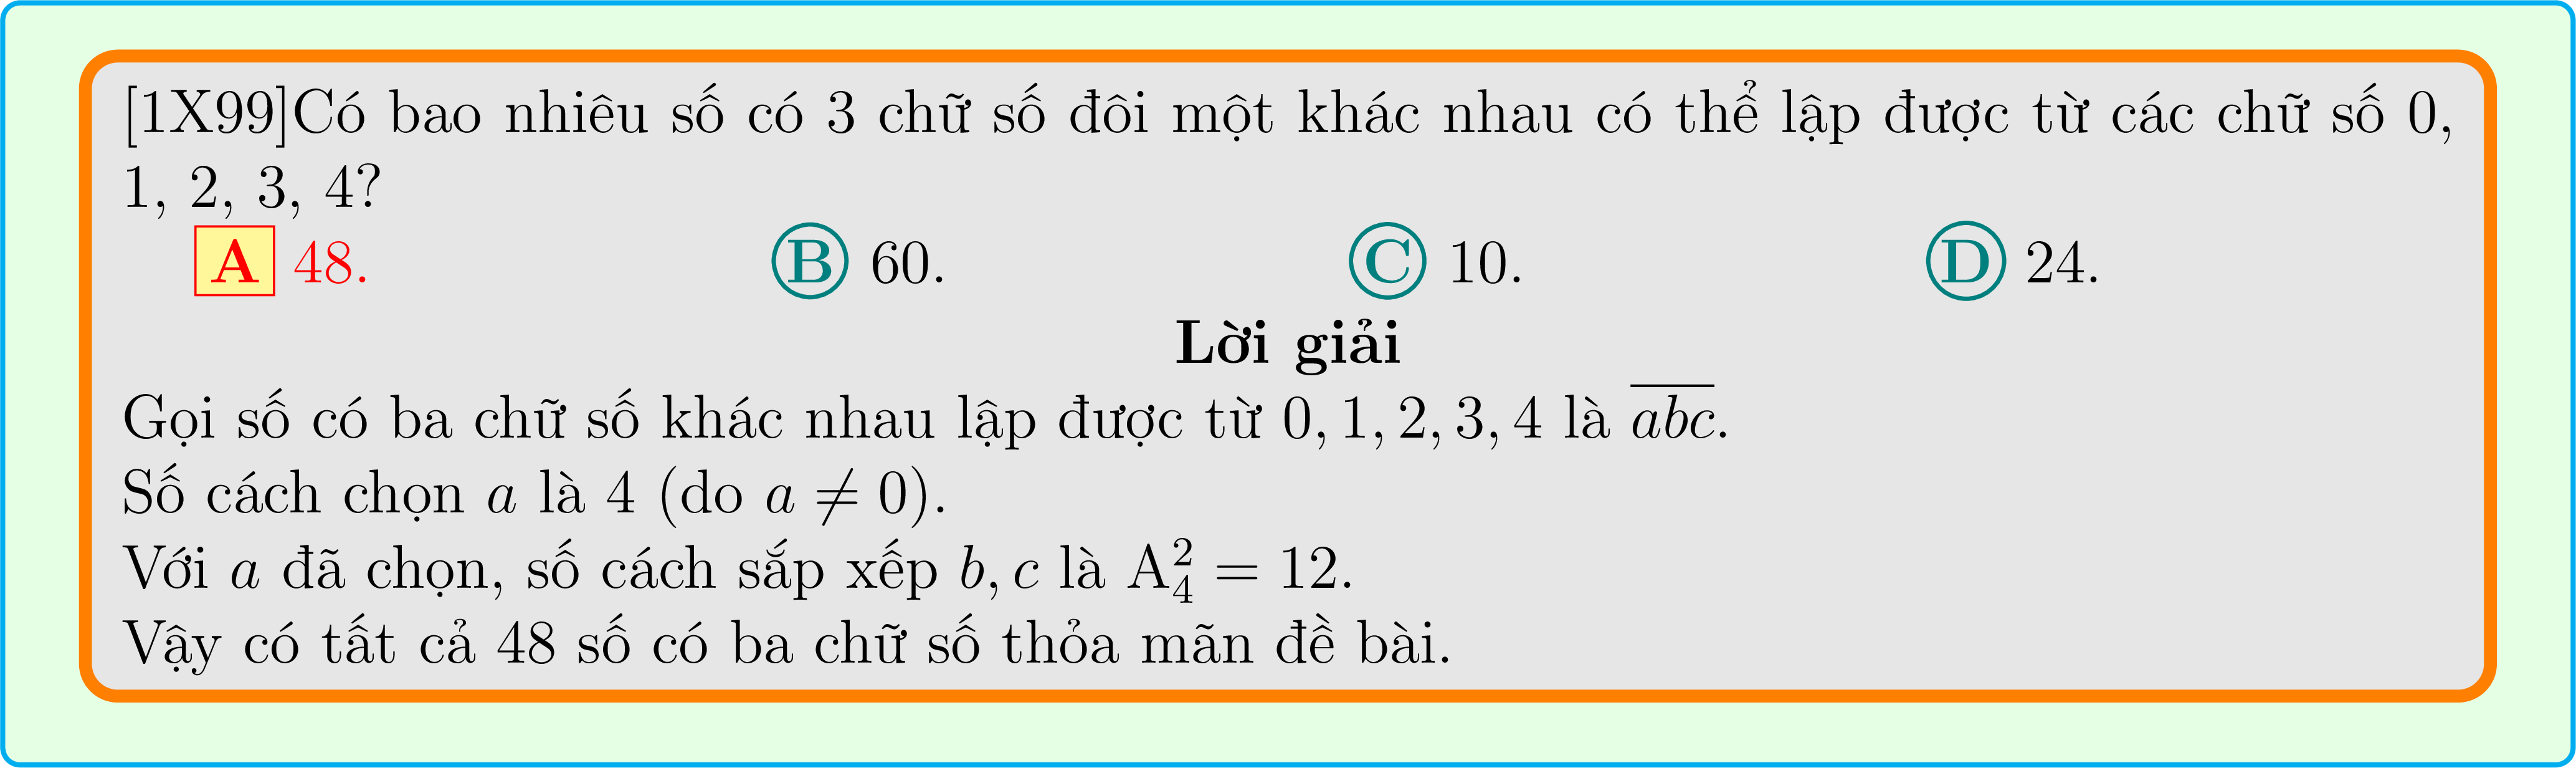 [1X99]Có bao nhiêu số có 3 chữ số đôi một khác nhau có thể lập được từ các chữ số 0,
1, 2, 3, 4?
A 48. B 60. C 10. D 24.
Lời giải
Gọi số có ba chữ số khác nhau lập được từ 0, 1, 2, 3, 4 là $\overline{abc}$.
Số cách chọn a là 4 (do a ≠ 0).
Với a đã chọn, số cách sắp xếp b, c là $\mathrm{A}_4^2$ = 12.
Vậy có tất cả 48 số có ba chữ số thỏa mãn đề bài.